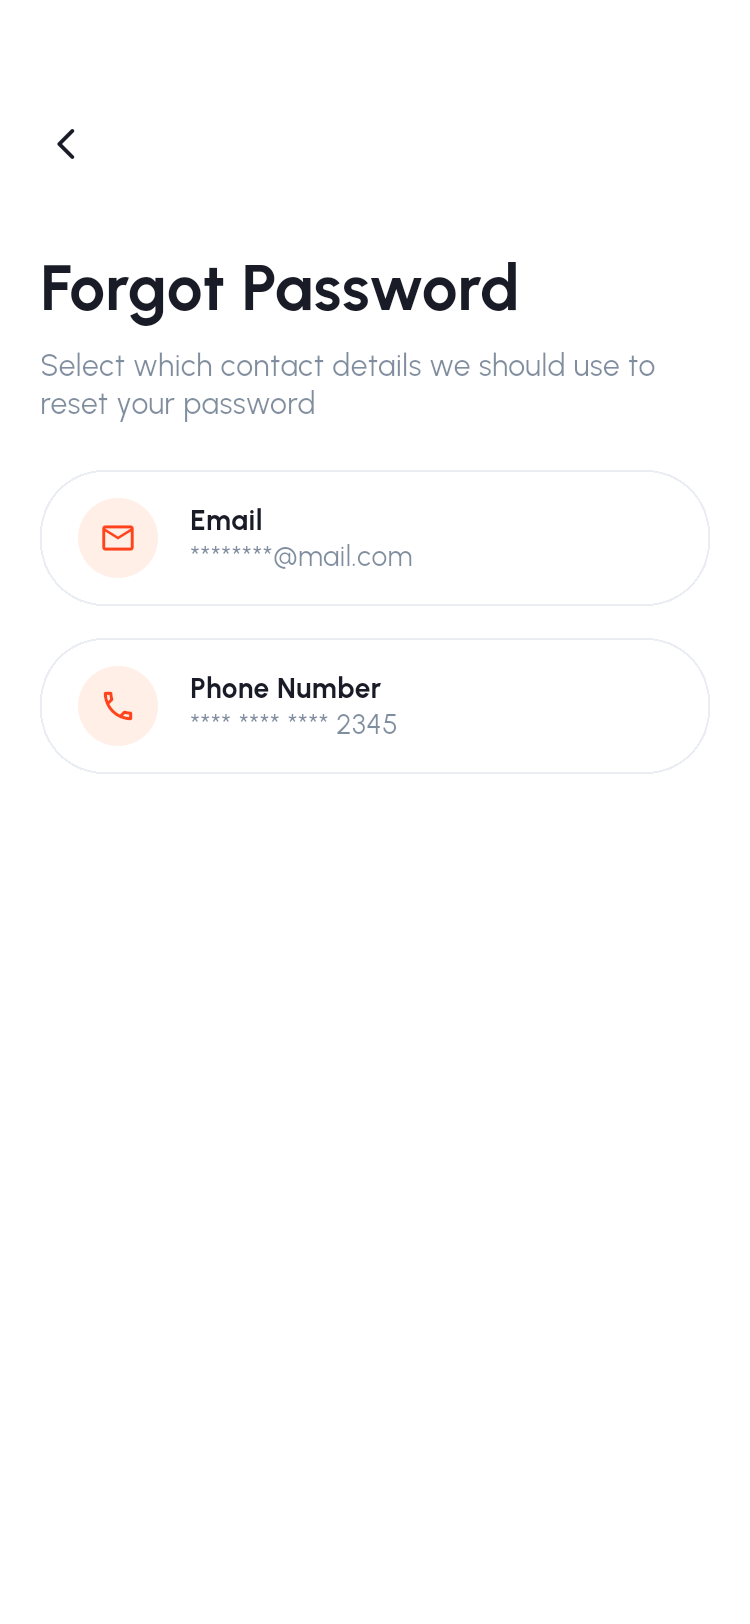 Forgot Password
Select which contact details we should use to
reset your password
Email
********@mail.com
Phone Number
**** **** **** 2345